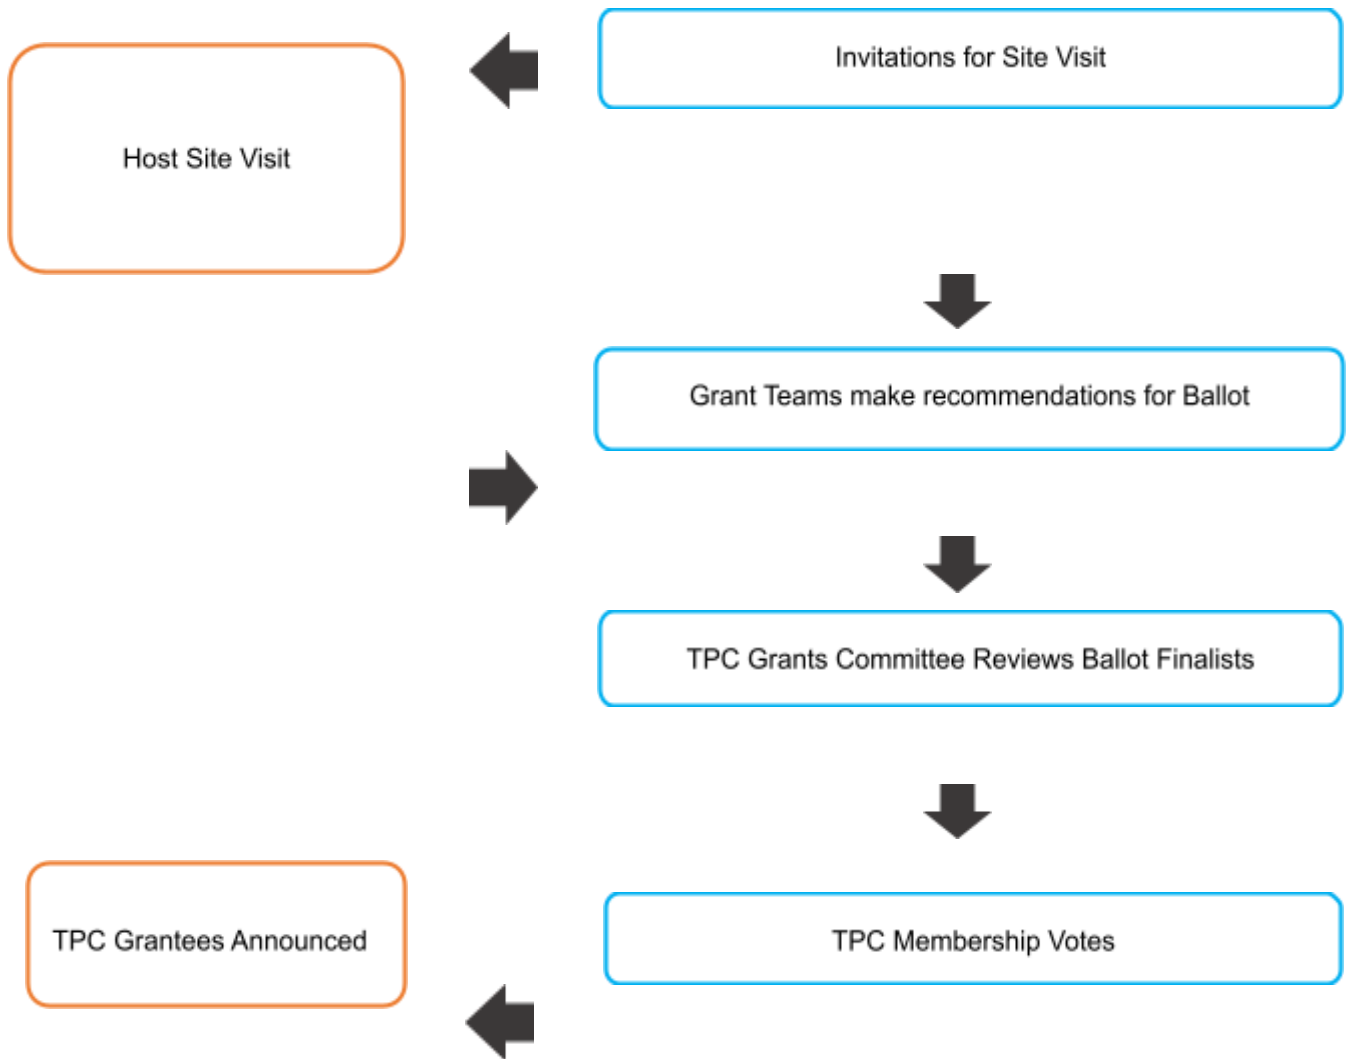 Invitations for Site Visit
Host Site Visit
Grant Teams make recommendations for Ballot
TPC Grants Committee Reviews Ballot Finalists
TPC Membership Votes
TPC Grantees Announced